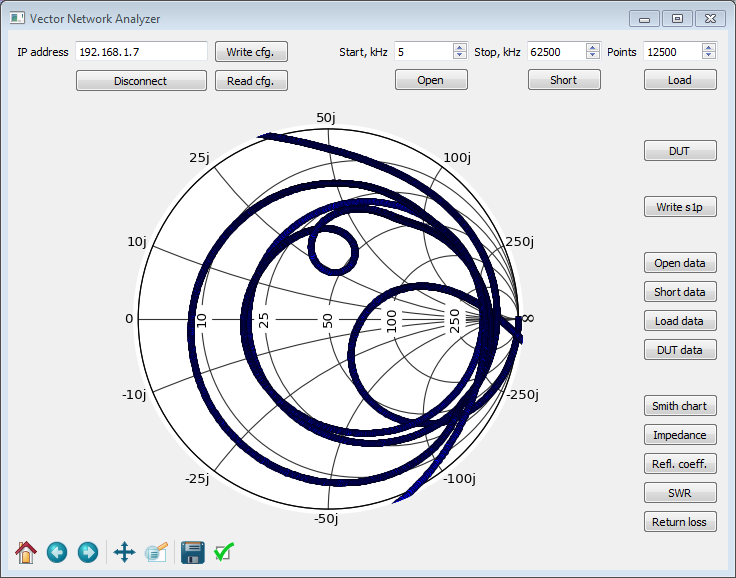 Vector Network Analyzer
IP address 192.168.1.7 Write cfg. Start, kHz 5 Stop, kHz 62500 Points 12500
Disconnect Read cfg. Open Short Load
50j
25j 100j
DUT
Write s1p
10j 250j
Open data
Short data
0 10 25 50 100 250 ∞
Load data
DUT data
-10j -250j
Smith chart
Impedance
Refl. coeff.
-25j -100j
SWR
-50j
Return loss